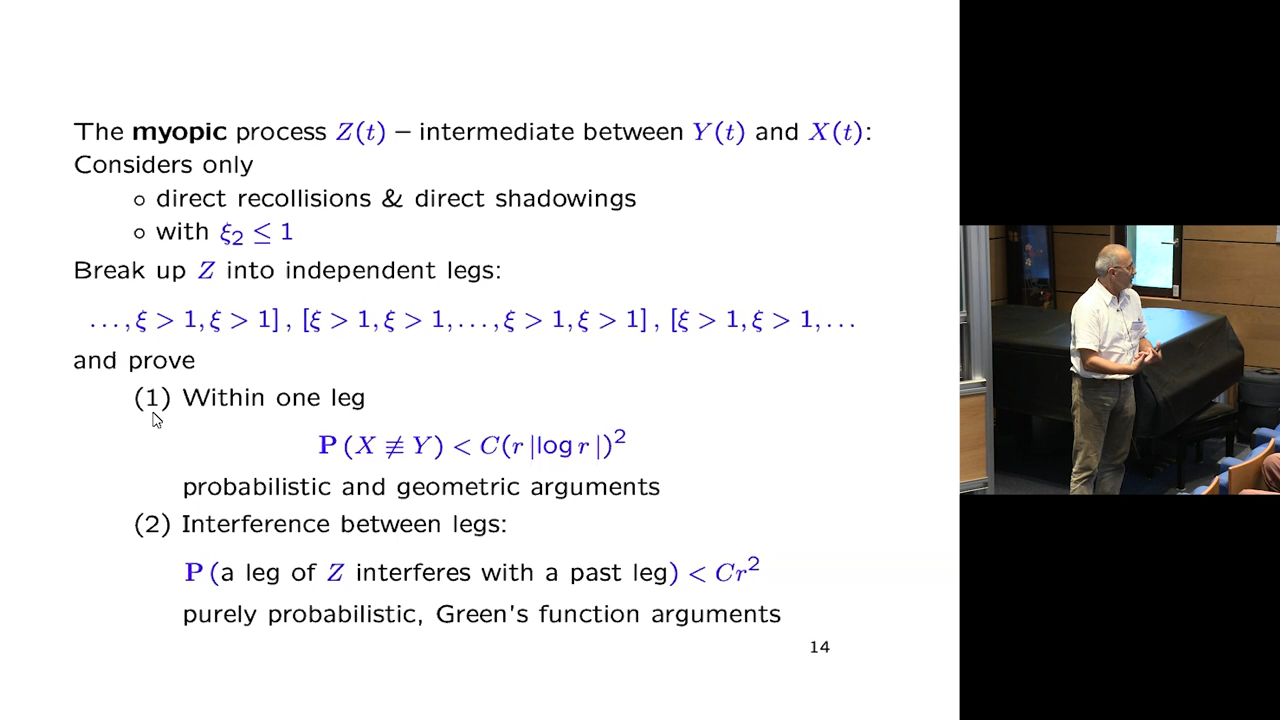 The myopic process Z(t) – intermediate between Y(t) and X(t):
Considers only
∘ direct recollisions & direct shadowings
∘ with ξ₂ ≤ 1
Break up Z into independent legs:
..., ξ > 1, ξ > 1], [ξ > 1, ξ > 1, ..., ξ > 1, ξ > 1], [ξ > 1, ξ > 1, ...
and prove
(1) Within one leg
P (X ≢ Y) < C(r |log r|)²
probabilistic and geometric arguments
(2) Interference between legs:
P (a leg of Z interferes with a past leg) < Cr²
purely probabilistic, Green's function arguments
14